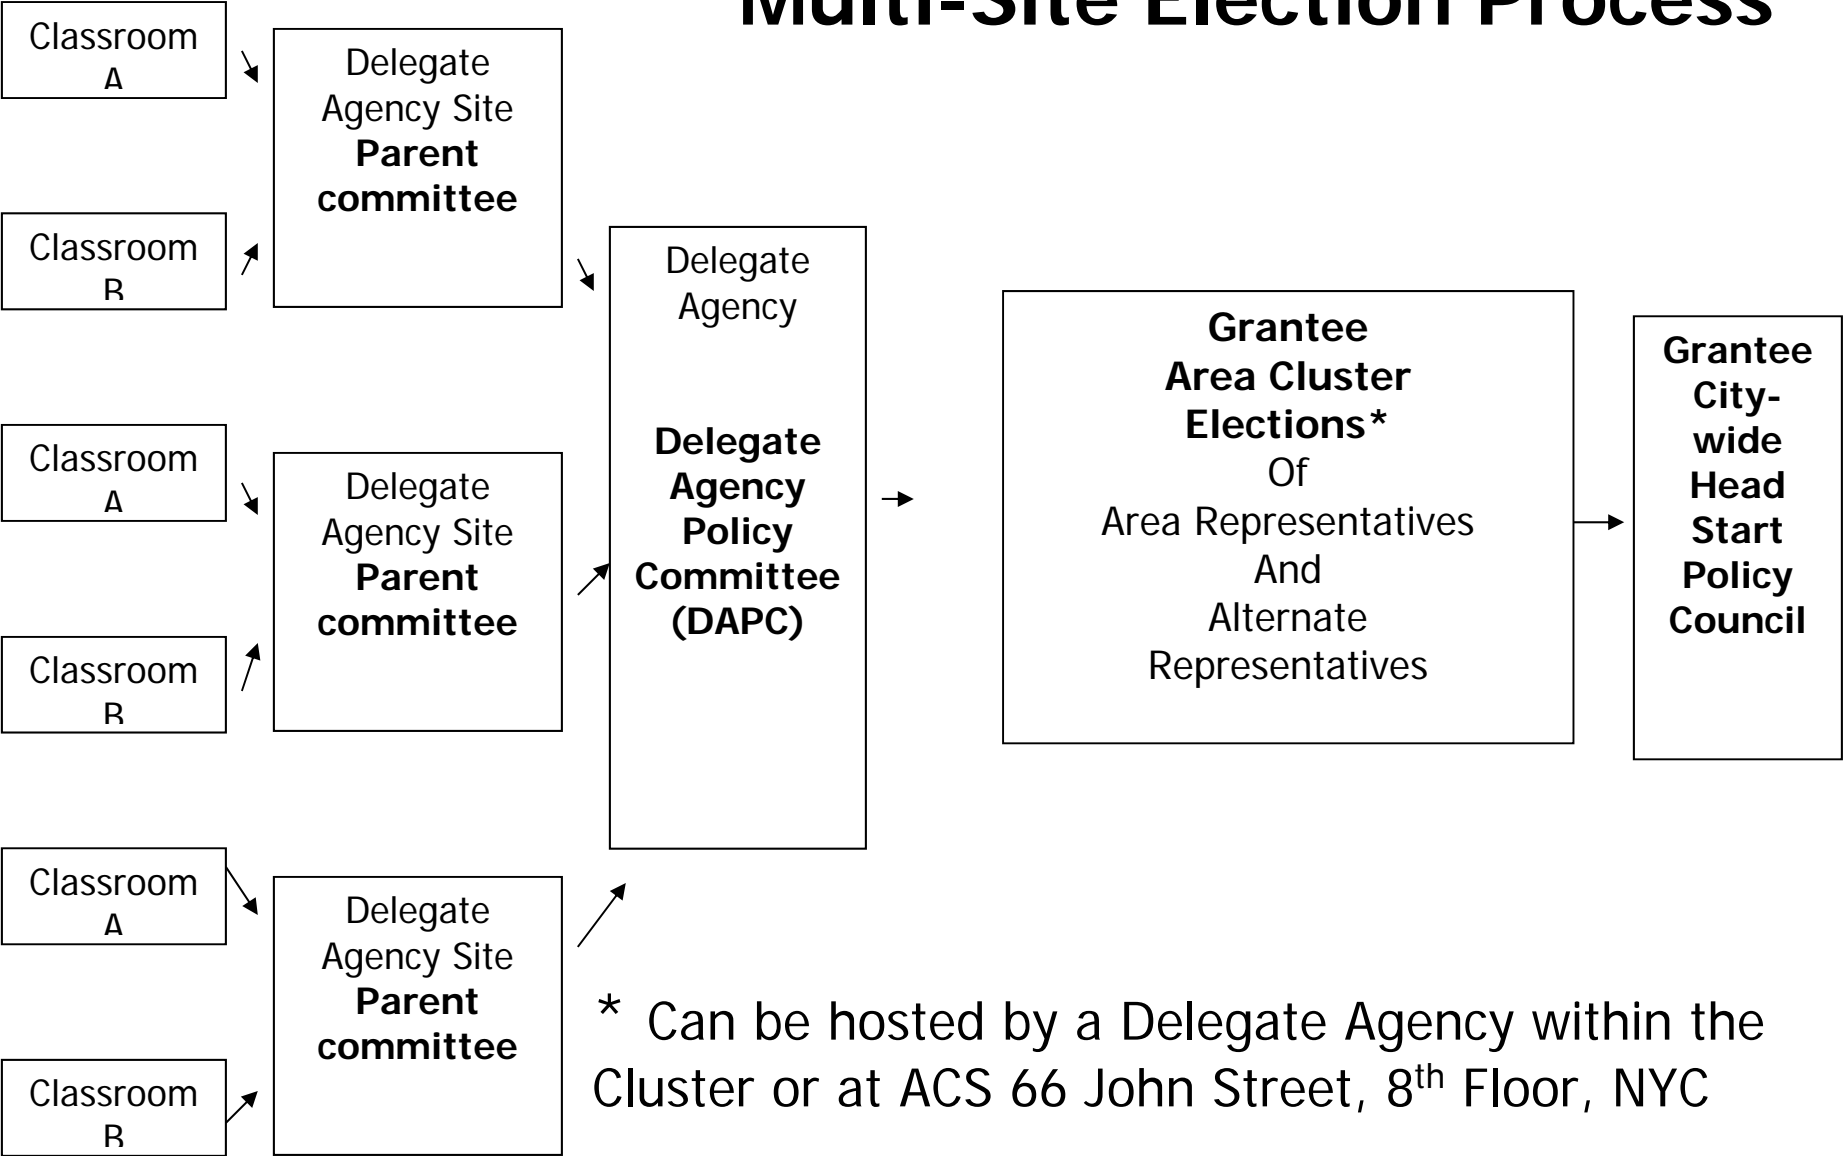 Multi-Site Election Process
Classroom
A
Delegate
Agency Site
Parent
committee
Classroom
B
Classroom
A
Delegate
Agency Site
Parent
committee
Classroom
B
Classroom
A
Delegate
Agency Site
Parent
committee
Classroom
B
Delegate
Agency
Delegate
Agency
Policy
Committee
(DAPC)
Grantee
Area Cluster
Elections*
Of
Area Representatives
And
Alternate
Representatives
Grantee
City-
wide
Head
Start
Policy
Council
* Can be hosted by a Delegate Agency within the
Cluster or at ACS 66 John Street, 8th Floor, NYC